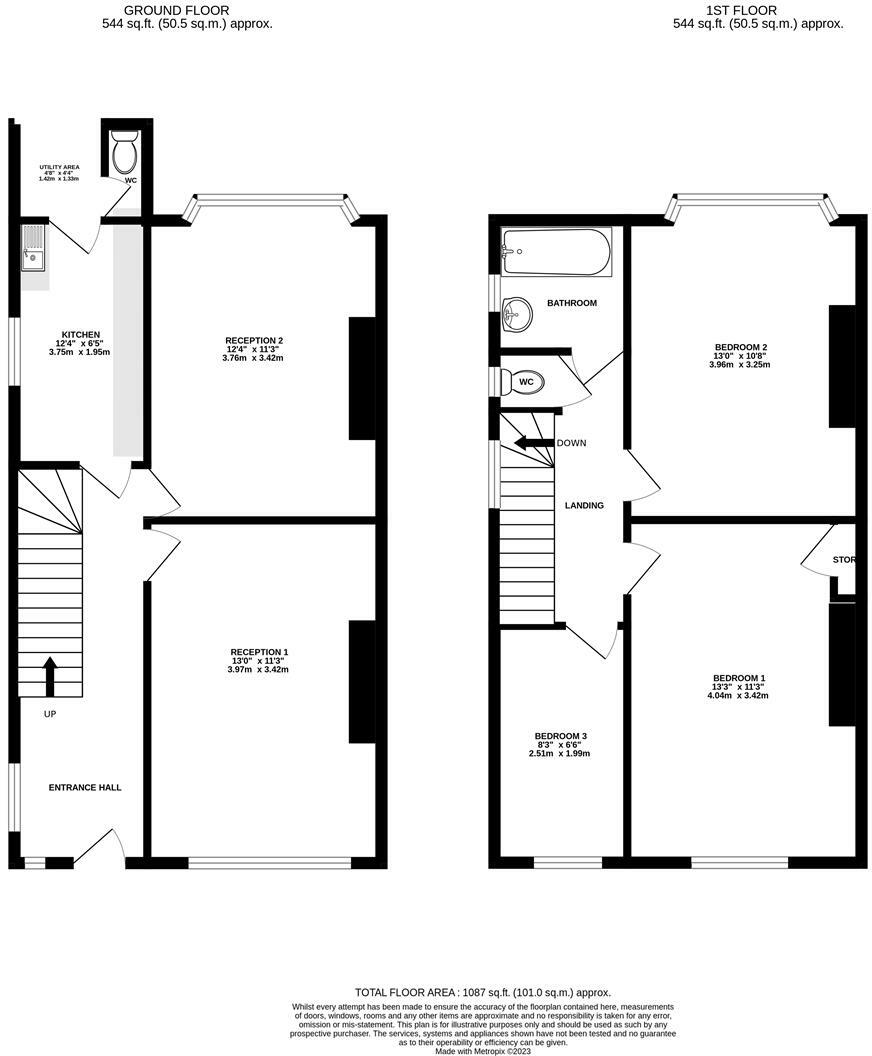 GROUND FLOOR
544 sq.ft. (50.5 sq.m.) approx.
1ST FLOOR
544 sq.ft. (50.5 sq.m.) approx.
UTILITY AREA
4'8" x 4'4"
1.42m x 1.33m
WC
KITCHEN
12'4" x 6'5"
3.75m x 1.95m
RECEPTION 2
12'4" x 11'3"
3.76m x 3.42m
RECEPTION 1
13'0" x 11'3"
3.97m x 3.42m
UP
ENTRANCE HALL
BATHROOM
WC
DOWN
LANDING
BEDROOM 2
13'0" x 10'8"
3.96m x 3.25m
STOR
BEDROOM 1
13'3" x 11'3"
4.04m x 3.42m
BEDROOM 3
8'3" x 6'6"
2.51m x 1.99m
TOTAL FLOOR AREA : 1087 sq.ft. (101.0 sq.m.) approx.
Whilst every attempt has been made to ensure the accuracy of the floorplan contained here, measurements
of doors, windows, rooms and any other items are approximate and no responsibility is taken for any error,
omission or mis-statement. This plan is for illustrative purposes only and should be used as such by any
prospective purchaser. The services, systems and appliances shown have not been tested and no guarantee
as to their operability or efficiency can be given.
Made with Metropix ©2023